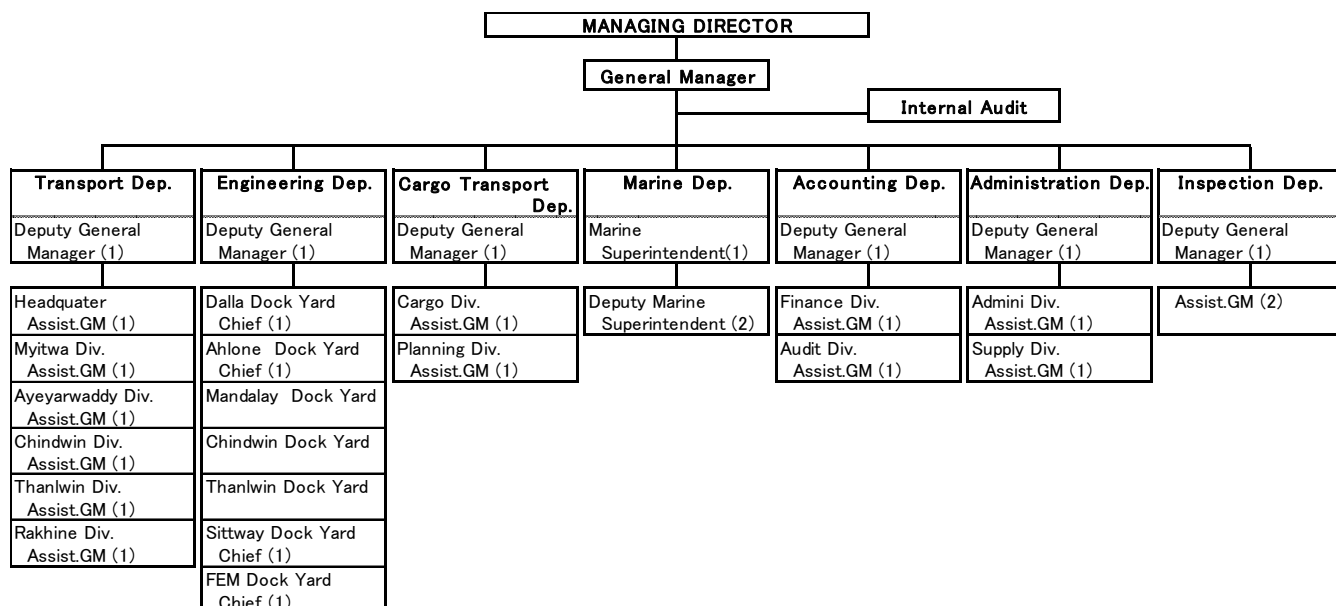 MANAGING DIRECTOR
General Manager
Internal Audit
Transport Dep.
Deputy General
Manager (1)
Headquater
Assist.GM (1)
Myitwa Div.
Assist.GM (1)
Ayeyarwaddy Div.
Assist.GM (1)
Chindwin Div.
Assist.GM (1)
Thanlwin Div.
Assist.GM (1)
Rakhine Div.
Assist.GM (1)
Engineering Dep.
Deputy General
Manager (1)
Dalla Dock Yard
Chief (1)
Ahlone Dock Yard
Chief (1)
Mandalay Dock Yard
Chindwin Dock Yard
Thanlwin Dock Yard
Sittway Dock Yard
Chief (1)
FEM Dock Yard
Chief (1)
Cargo Transport
Dep.
Deputy General
Manager (1)
Cargo Div.
Assist.GM (1)
Planning Div.
Assist.GM (1)
Marine Dep.
Marine
Superintendent(1)
Deputy Marine
Superintendent (2)
Accounting Dep.
Deputy General
Manager (1)
Finance Div.
Assist.GM (1)
Audit Div.
Assist.GM (1)
Administration Dep.
Deputy General
Manager (1)
Admini Div.
Assist.GM (1)
Supply Div.
Assist.GM (1)
Inspection Dep.
Deputy General
Manager (1)
Assist.GM (2)